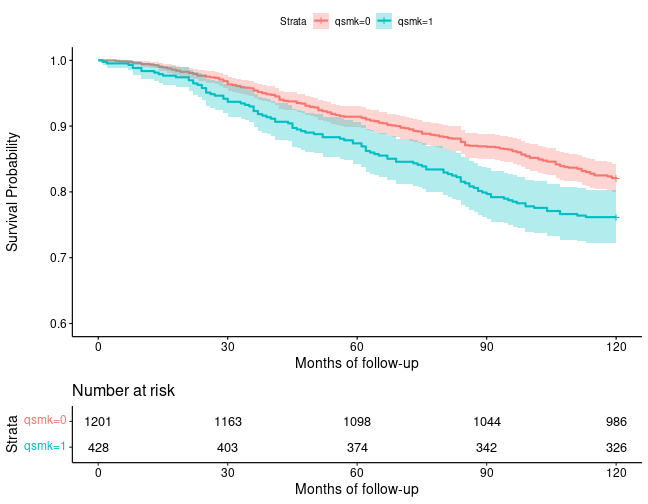 Strata qsmk=0 qsmk=1
1.0
0.9
0.8
0.7
0.6
Survival Probability
0 30 60 90 120
Months of follow-up
Number at risk
Strata
qsmk=0 1201 1163 1098 1044 986
qsmk=1 428 403 374 342 326
0 30 60 90 120
Months of follow-up